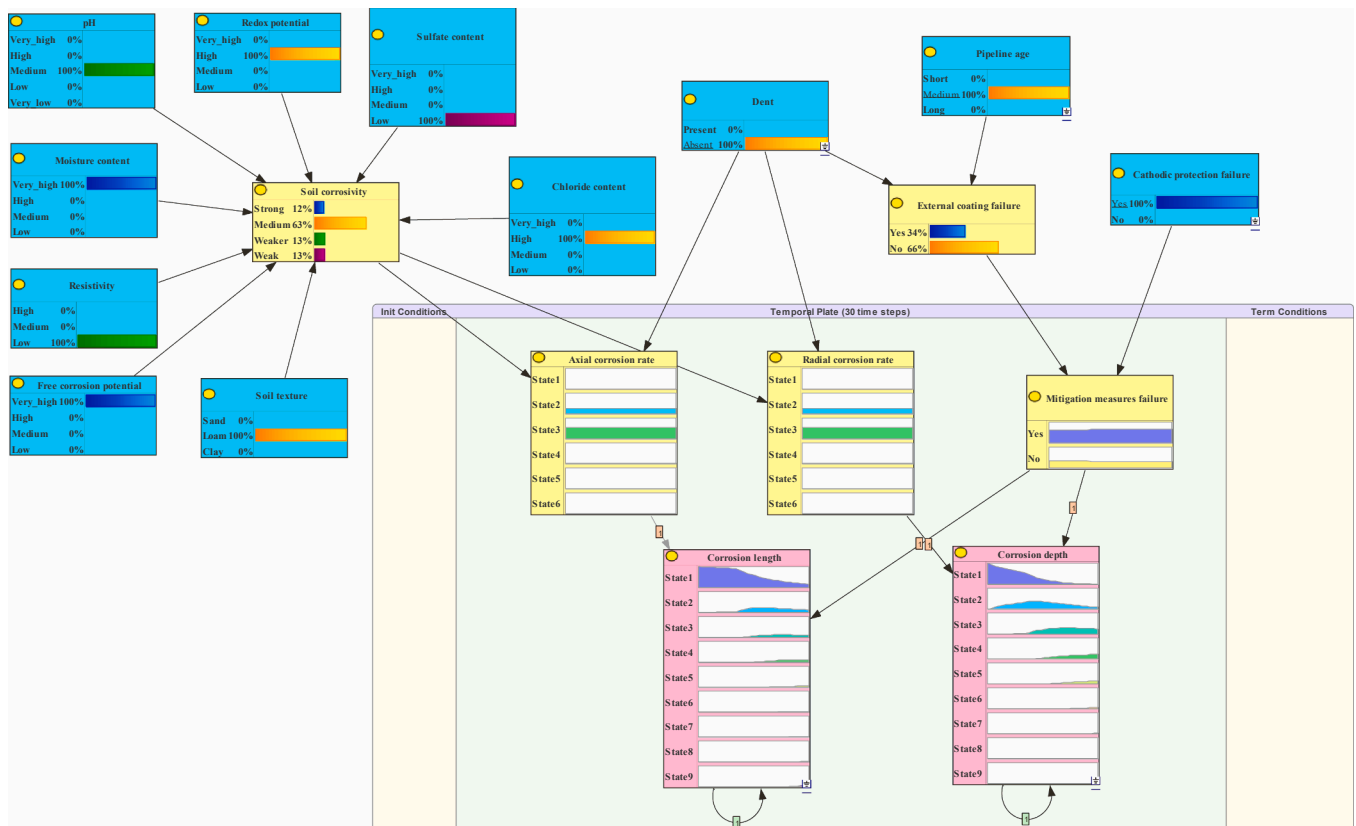 pH
Very_high 0%
High 0%
Medium 100%
Low 0%
Very_low 0%
Redox potential
Very_high 0%
High 100%
Medium 0%
Low 0%
Sulfate content
Very_high 0%
High 0%
Medium 0%
Low 100%
Pipeline age
Short 0%
Medium 100%
Long 0%
Dent
Present 0%
Absent 100%
Moisture content
Very_high 100%
High 0%
Medium 0%
Low 0%
Soil corrosivity
Strong 12%
Medium 63%
Weaker 13%
Weak 13%
Chloride content
Very_high 0%
High 100%
Medium 0%
Low 0%
External coating failure
Yes 34%
No 66%
Cathodic protection failure
Yes 100%
No 0%
Resistivity
High 0%
Medium 0%
Low 100%
Free corrosion potential
Very_high 100%
High 0%
Medium 0%
Low 0%
Soil texture
Sand 0%
Loam 100%
Clay 0%
Init Conditions
Temporal Plate (30 time steps)
Term Conditions
Axial corrosion rate
State1
State2
State3
State4
State5
State6
Radial corrosion rate
State1
State2
State3
State4
State5
State6
Mitigation measures failure
Yes
No
1
1
1
1
Corrosion length
State1
State2
State3
State4
State5
State6
State7
State8
State9
1
Corrosion depth
State1
State2
State3
State4
State5
State6
State7
State8
State9
1